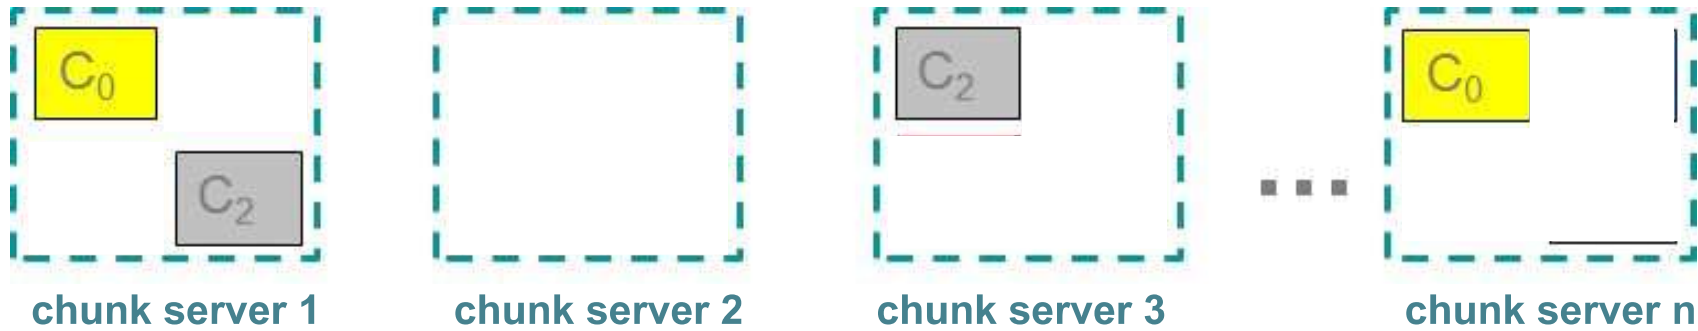 C₀
C₂
C₂
C₀
...
chunk server 1
chunk server 2
chunk server 3
chunk server n